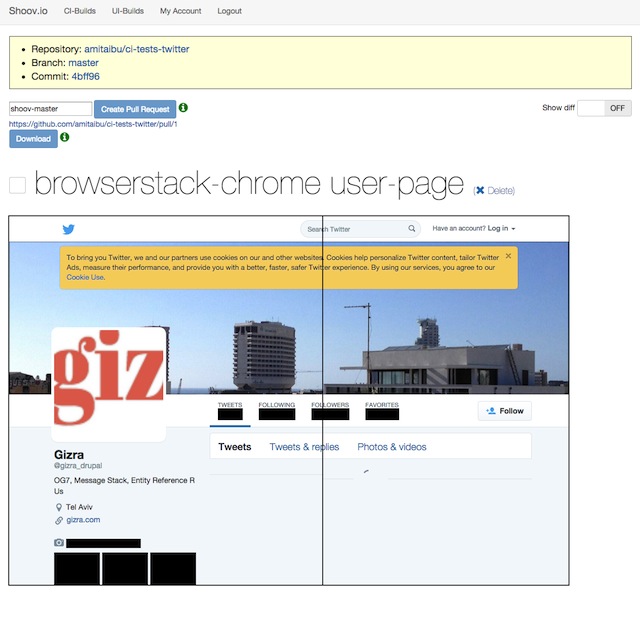 Shoov.io CI-Builds UI-Builds My Account Logout
Repository: amitaibu/ci-tests-twitter
Branch: master
Commit: 4bff96
shoov-master Create Pull Request Show diff OFF
https://github.com/amitaibu/ci-tests-twitter/pull/1
Download
browserstack-chrome user-page (✖ Delete)
Search Twitter Have an account? Log in
To bring you Twitter, we and our partners use cookies on our and other websites. Cookies help personalize Twitter content, tailor Twitter
Ads, measure their performance, and provide you with a better, faster, safer Twitter experience. By using our services, you agree to our
Cookie Use.
giz
TWEETS FOLLOWING FOLLOWERS FAVORITES
Follow
Tweets Tweets & replies Photos & videos
Gizra
@gizra_drupal
OG7, Message Stack, Entity Reference R
Us
Tel Aviv
gizra.com